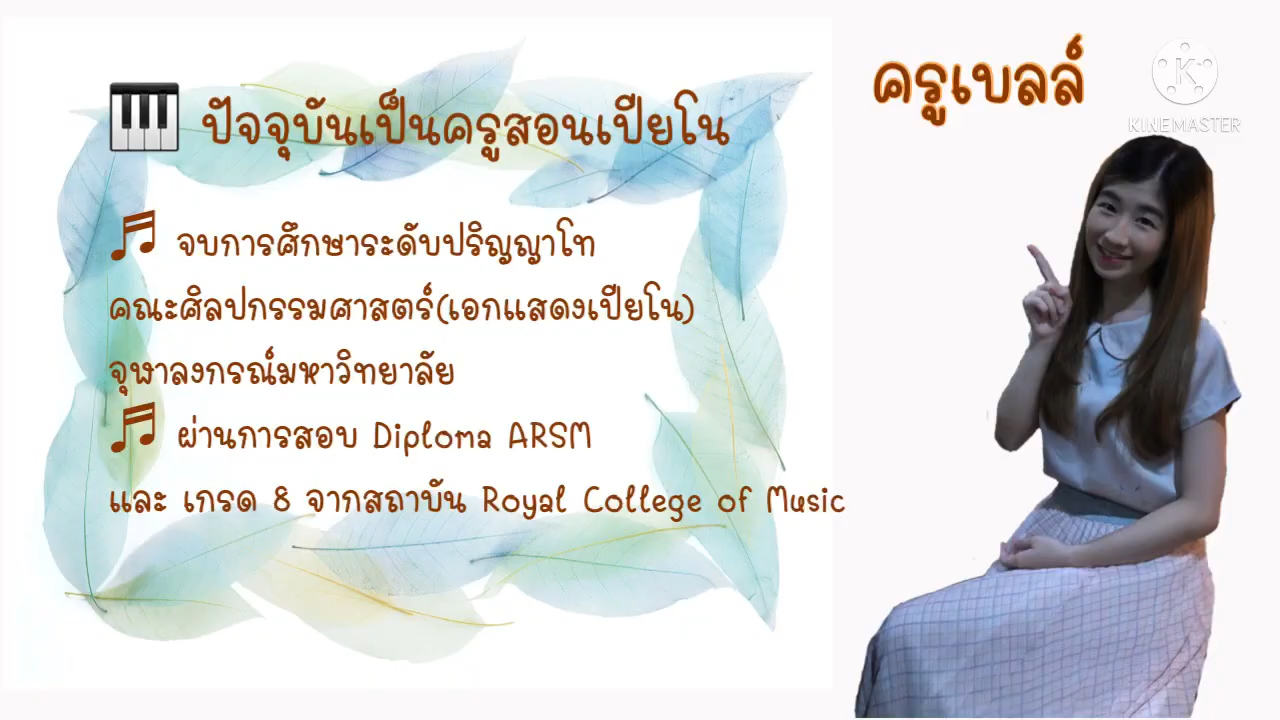 ครูเบลล์
KINEMASTER
ปัจจุบันเป็นครูสอนเปียโน
จบการศึกษาระดับปริญญาโท
คณะศิลปกรรมศาสตร์(เอกแสดงเปียโน)
จุฬาลงกรณ์มหาวิทยาลัย
ผ่านการสอบ Diploma ARSM
และ เกรด 8 จากสถาบัน Royal College of Music